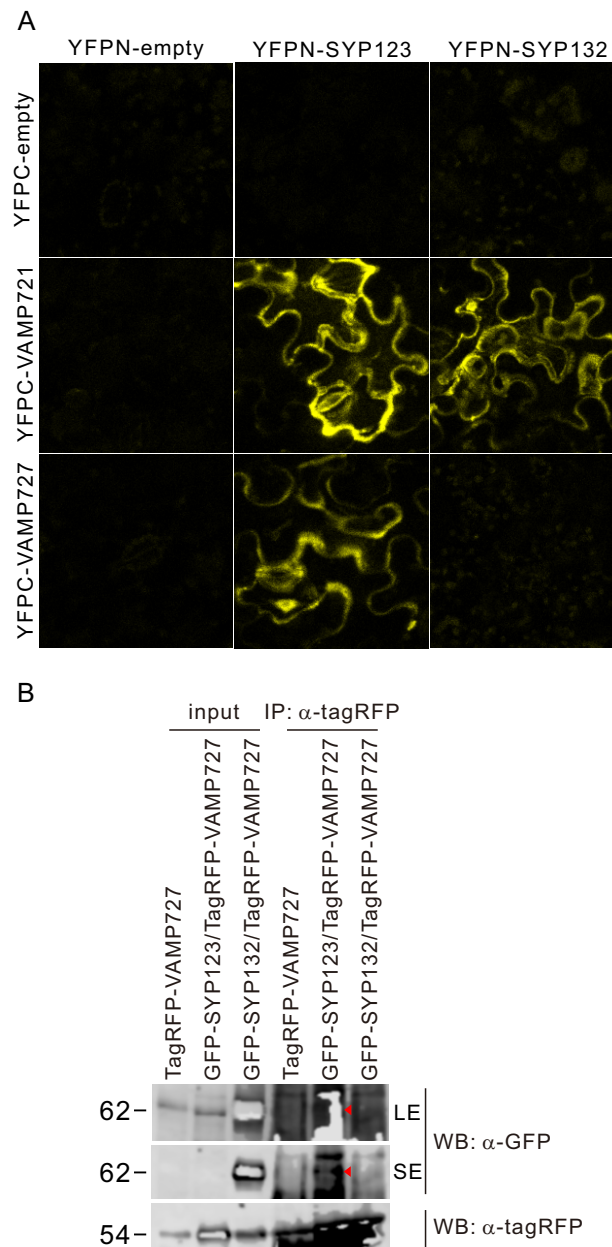 A
YFPN-empty YFPN-SYP123 YFPN-SYP132
YFPC-empty
YFPC-VAMP721
YFPC-VAMP727
B
input IP: α-tagRFP
TagRFP-VAMP727
GFP-SYP123/TagRFP-VAMP727
GFP-SYP132/TagRFP-VAMP727
TagRFP-VAMP727
GFP-SYP123/TagRFP-VAMP727
GFP-SYP132/TagRFP-VAMP727
62 LE
WB: α-GFP
62 SE
54 WB: α-tagRFP